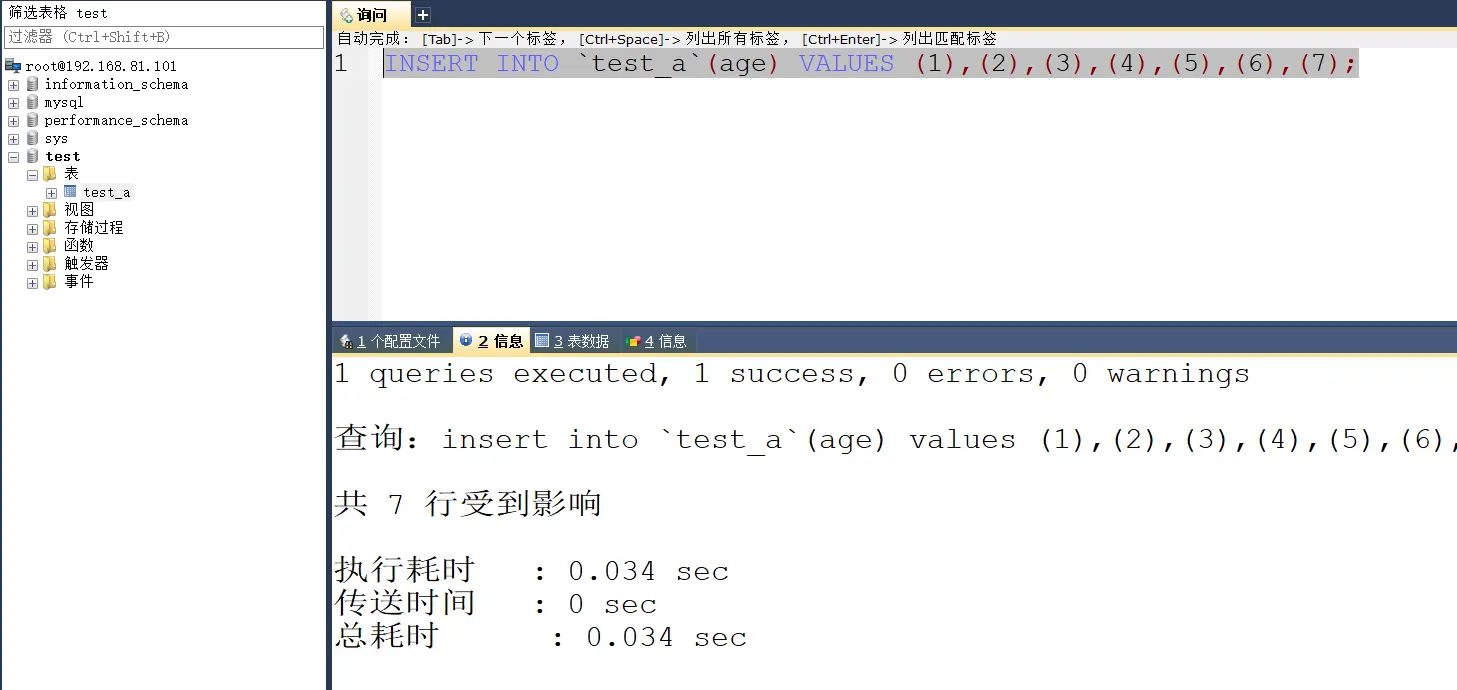 筛选表格 test
过滤器 (Ctrl+Shift+B)
root@192.168.81.101
information_schema
mysql
performance_schema
sys
test
表
test_a
视图
存储过程
函数
触发器
事件
询问
自动完成： [Tab]-> 下一个标签， [Ctrl+Space]-> 列出所有标签， [Ctrl+Enter]-> 列出匹配标签
1 INSERT INTO `test_a`(age) VALUES (1),(2),(3),(4),(5),(6),(7);
1 个配置文件 2 信息 3 表数据 4 信息
1 queries executed, 1 success, 0 errors, 0 warnings
查询：insert into `test_a`(age) values (1),(2),(3),(4),(5),(6),
共 7 行受到影响
执行耗时 : 0.034 sec
传送时间 : 0 sec
总耗时 : 0.034 sec